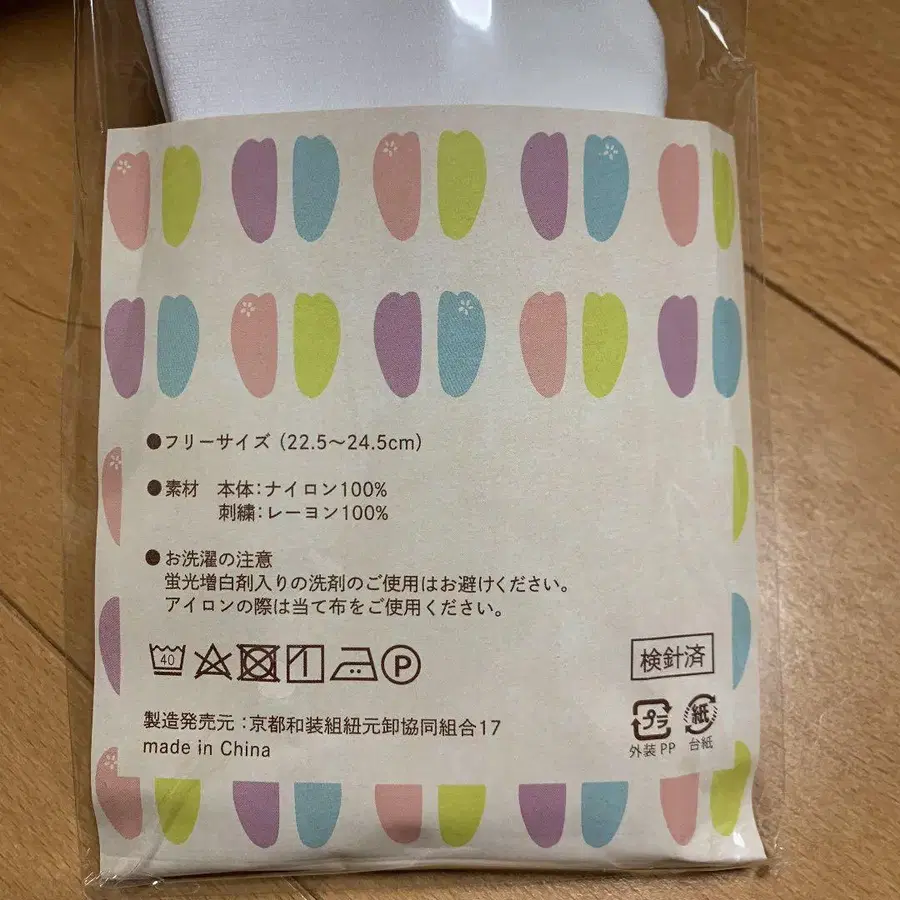 ●フリーサイズ (22.5〜24.5cm)
●素材 本体：ナイロン100%
刺繍：レーヨン100%
●お洗濯の注意
蛍光増白剤入りの洗剤のご使用はお避けください。
アイロンの際は当て布をご使用ください。
40
P
検針済
製造発売元：京都和装組紐元卸協同組合17
made in China
プラ
外装 PP
紙
台紙